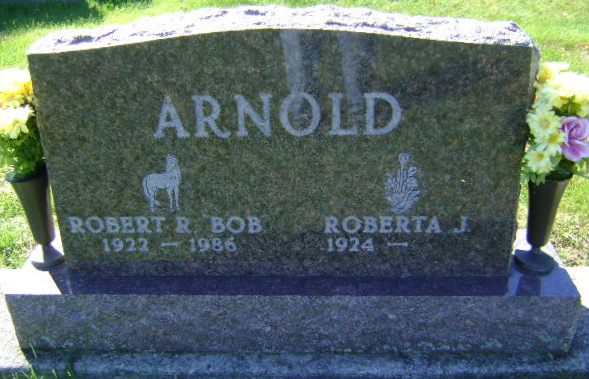 ARNOLD
ROBERT R. "BOB"
1922 — 1986
ROBERTA J.
1924 —